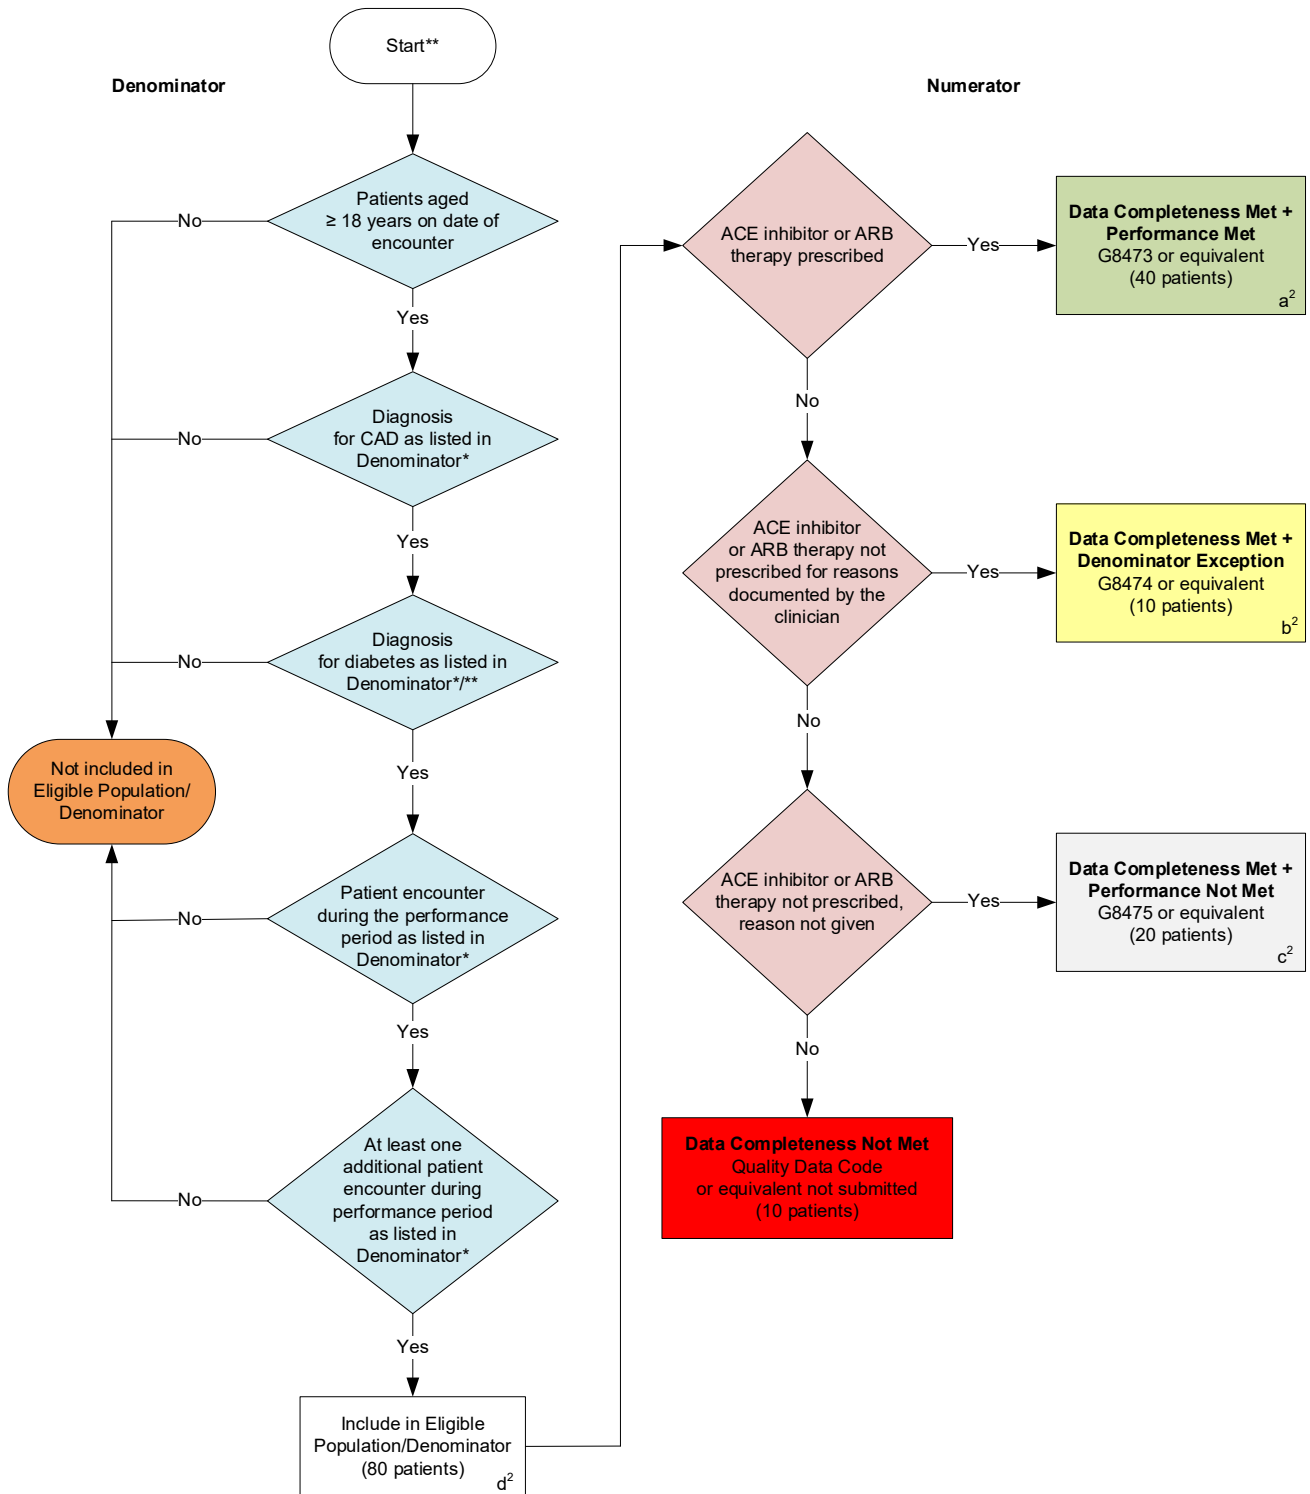 Start**
Denominator
Patients aged
≥ 18 years on date of
encounter
No
Yes
Diagnosis
for CAD as listed in
Denominator*
No
Yes
Diagnosis
for diabetes as listed in
Denominator*/**
No
Yes
Not included in
Eligible Population/
Denominator
Patient encounter
during the performance
period as listed in
Denominator*
No
Yes
At least one
additional patient
encounter during
performance period
as listed in
Denominator*
No
Yes
Include in Eligible
Population/Denominator
(80 patients)
d²
Numerator
ACE inhibitor or ARB
therapy prescribed
Yes
Data Completeness Met +
Performance Met
G8473 or equivalent
(40 patients)
a²
No
ACE inhibitor
or ARB therapy not
prescribed for reasons
documented by the
clinician
Yes
Data Completeness Met +
Denominator Exception
G8474 or equivalent
(10 patients)
b²
No
ACE inhibitor or ARB
therapy not prescribed,
reason not given
Yes
Data Completeness Met +
Performance Not Met
G8475 or equivalent
(20 patients)
c²
No
Data Completeness Not Met
Quality Data Code
or equivalent not submitted
(10 patients)